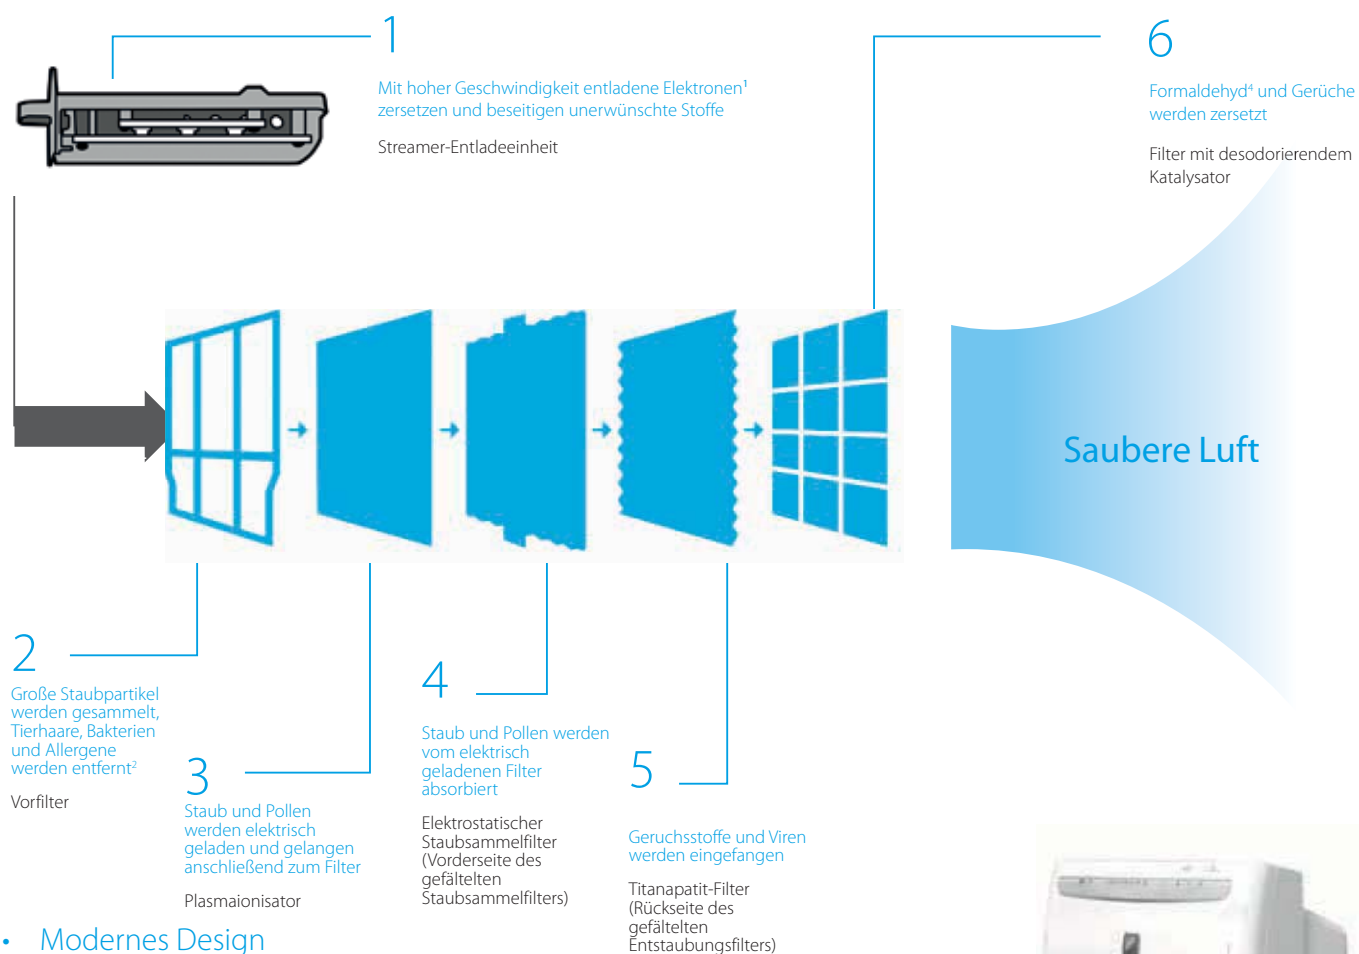 1
Mit hoher Geschwindigkeit entladene Elektronen¹
zersetzen und beseitigen unerwünschte Stoffe
Streamer-Entladeeinheit
6
Formaldehyd⁴ und Gerüche
werden zersetzt
Filter mit desodorierendem
Katalysator
Saubere Luft
2
Große Staubpartikel
werden gesammelt,
Tierhaare, Bakterien
und Allergene
werden entfernt²
Vorfilter
3
Staub und Pollen
werden elektrisch
geladen und gelangen
anschließend zum Filter
Plasmaionisator
4
Staub und Pollen werden
vom elektrisch
geladenen Filter
absorbiert
Elektrostatischer
Staubsammelfilter
(Vorderseite des
gefältelten
Staubsammelfilters)
5
Geruchsstoffe und Viren
werden eingefangen
Titanapatit-Filter
(Rückseite des
gefältelten
Entstaubungsfilters)
• Modernes Design